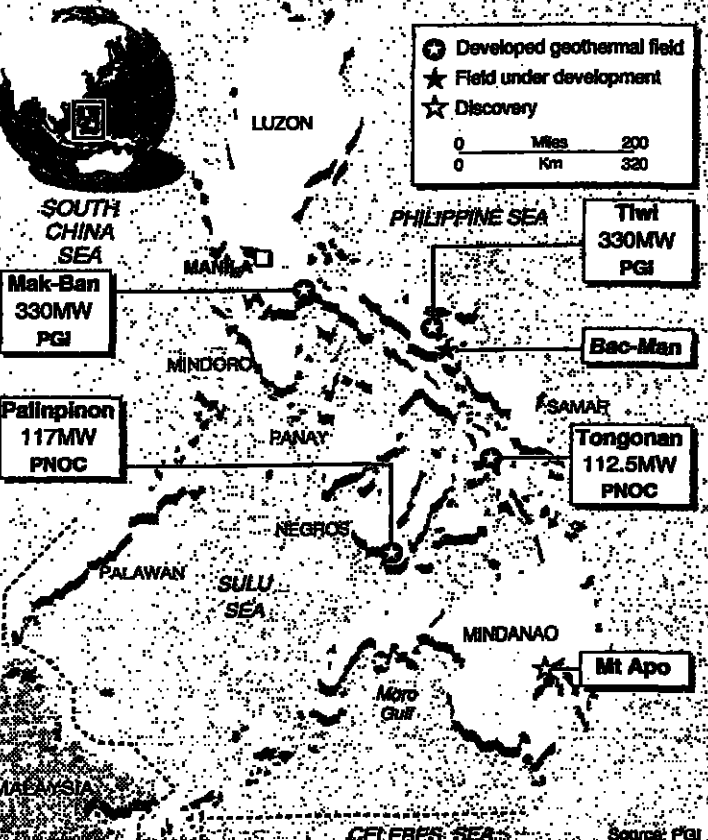 Developed geothermal field
Field under development
Discovery
0 Miles 200
0 Km 320
LUZON
SOUTH
CHINA
SEA
PHILIPPINE SEA
Tiwi
330MW
PGI
MANILA
Mak-Ban
330MW
PGI
Bac-Man
MINDORO
SAMAR
Palinpinon
117MW
PNOC
PANAY
Tongonan
112.5MW
PNOC
NEGROS
PALAWAN
SULU
SEA
MINDANAO
Mt Apo
Moro
Gulf
MALAYSIA
CELEBES SEA
Source: PGI